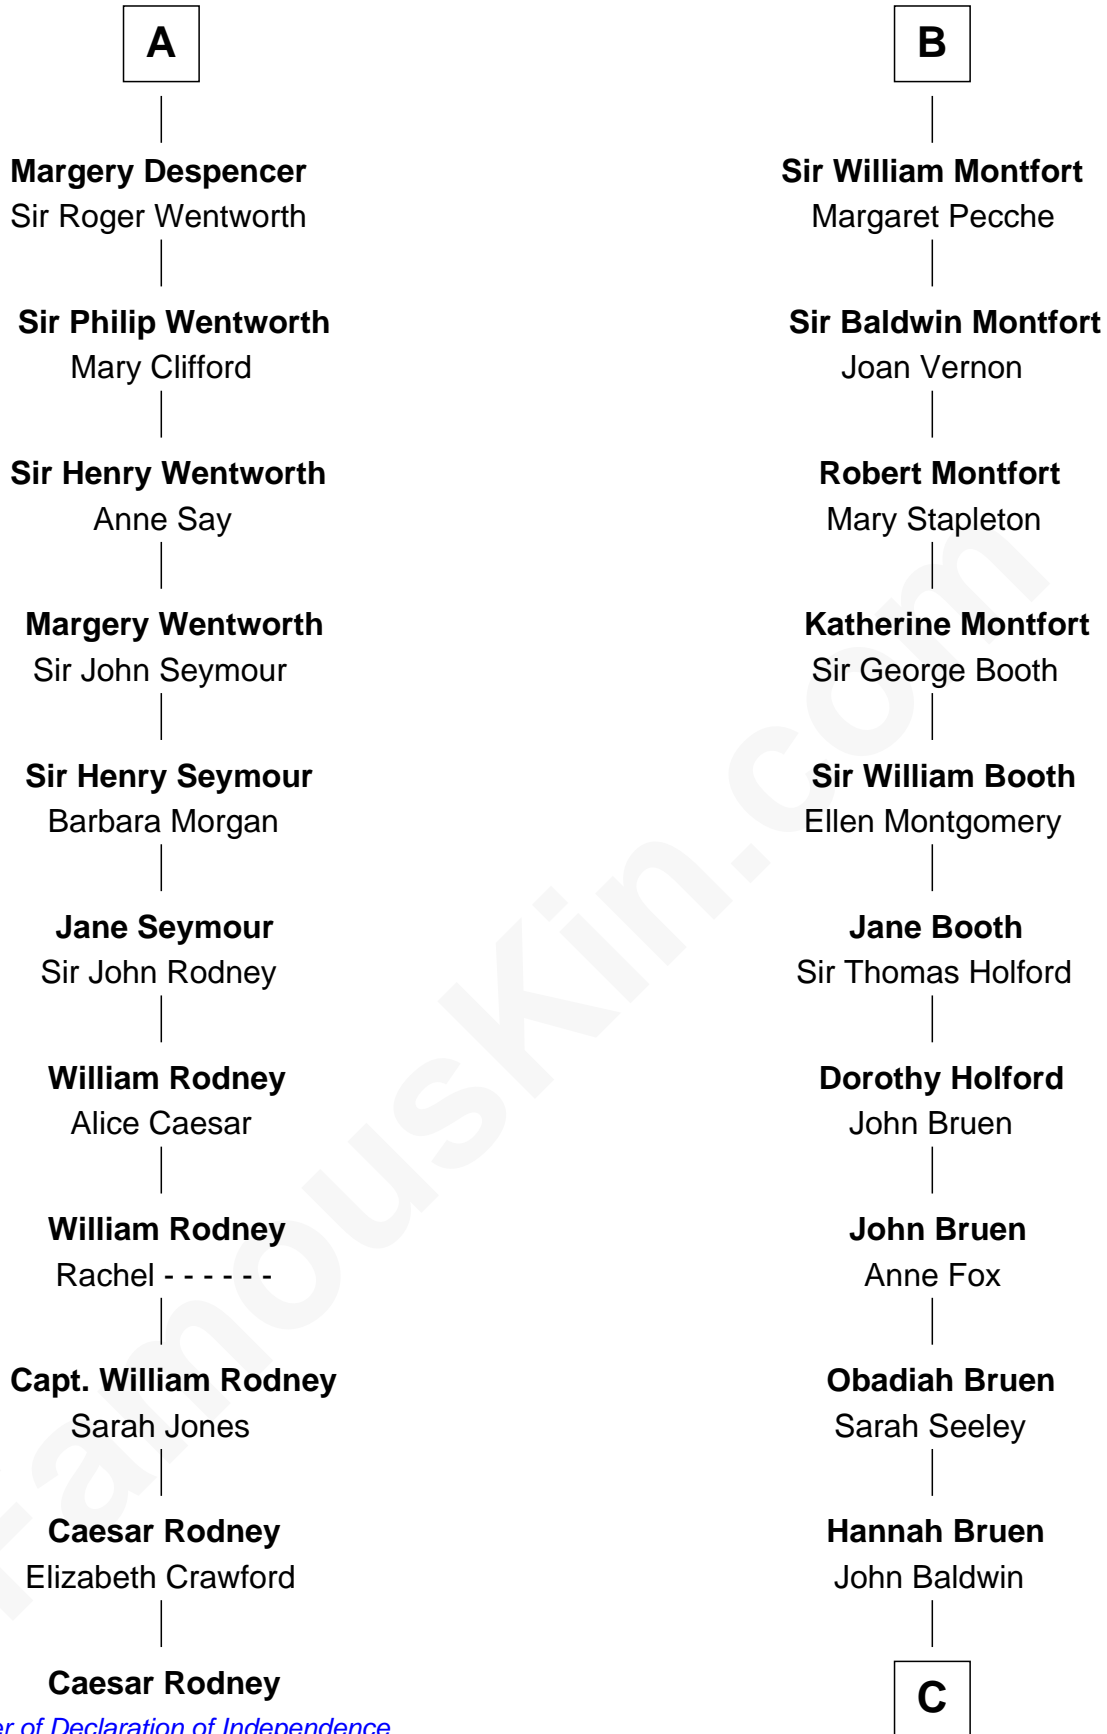 A
Margery Despencer
Sir Roger Wentworth
Sir Philip Wentworth
Mary Clifford
Sir Henry Wentworth
Anne Say
Margery Wentworth
Sir John Seymour
Sir Henry Seymour
Barbara Morgan
Jane Seymour
Sir John Rodney
William Rodney
Alice Caesar
William Rodney
Rachel - - - - - -
Capt. William Rodney
Sarah Jones
Caesar Rodney
Elizabeth Crawford
Caesar Rodney
of Declaration of Independence
B
Sir William Montfort
Margaret Pecche
Sir Baldwin Montfort
Joan Vernon
Robert Montfort
Mary Stapleton
Katherine Montfort
Sir George Booth
Sir William Booth
Ellen Montgomery
Jane Booth
Sir Thomas Holford
Dorothy Holford
John Bruen
John Bruen
Anne Fox
Obadiah Bruen
Sarah Seeley
Hannah Bruen
John Baldwin
C
FamousKin.com